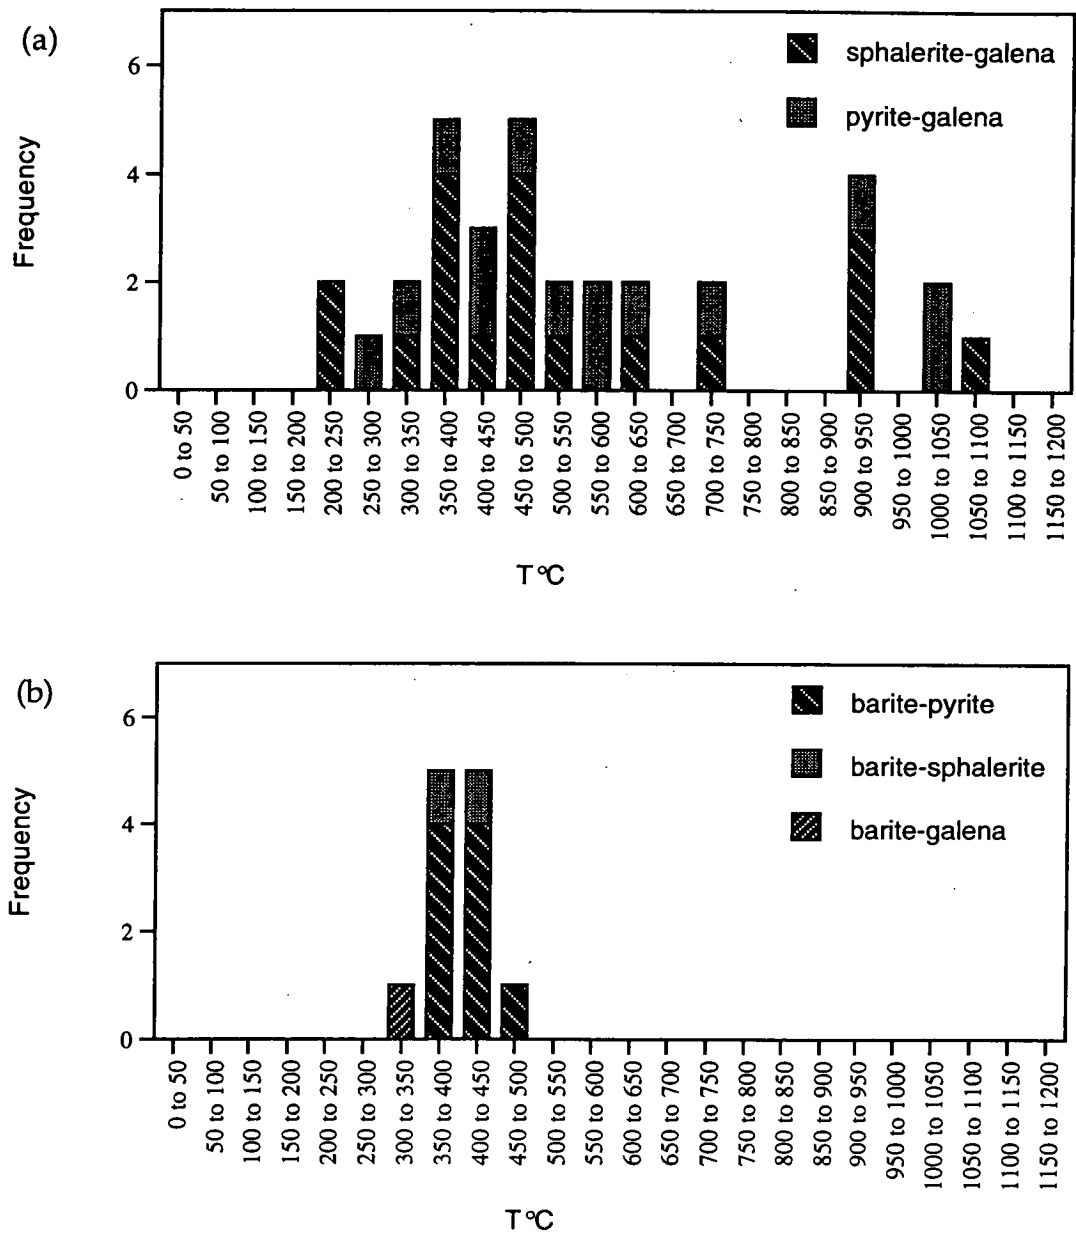 (a)
sphalerite-galena
pyrite-galena
Frequency
6
4
2
0
0 to 50
50 to 100
100 to 150
150 to 200
200 to 250
250 to 300
300 to 350
350 to 400
400 to 450
450 to 500
500 to 550
550 to 600
600 to 650
650 to 700
700 to 750
750 to 800
800 to 850
850 to 900
900 to 950
950 to 1000
1000 to 1050
1050 to 1100
1100 to 1150
1150 to 1200
T °C
(b)
barite-pyrite
barite-sphalerite
barite-galena
Frequency
6
4
2
0
0 to 50
50 to 100
100 to 150
150 to 200
200 to 250
250 to 300
300 to 350
350 to 400
400 to 450
450 to 500
500 to 550
550 to 600
600 to 650
650 to 700
700 to 750
750 to 800
800 to 850
850 to 900
900 to 950
950 to 1000
1000 to 1050
1050 to 1100
1100 to 1150
1150 to 1200
T °C